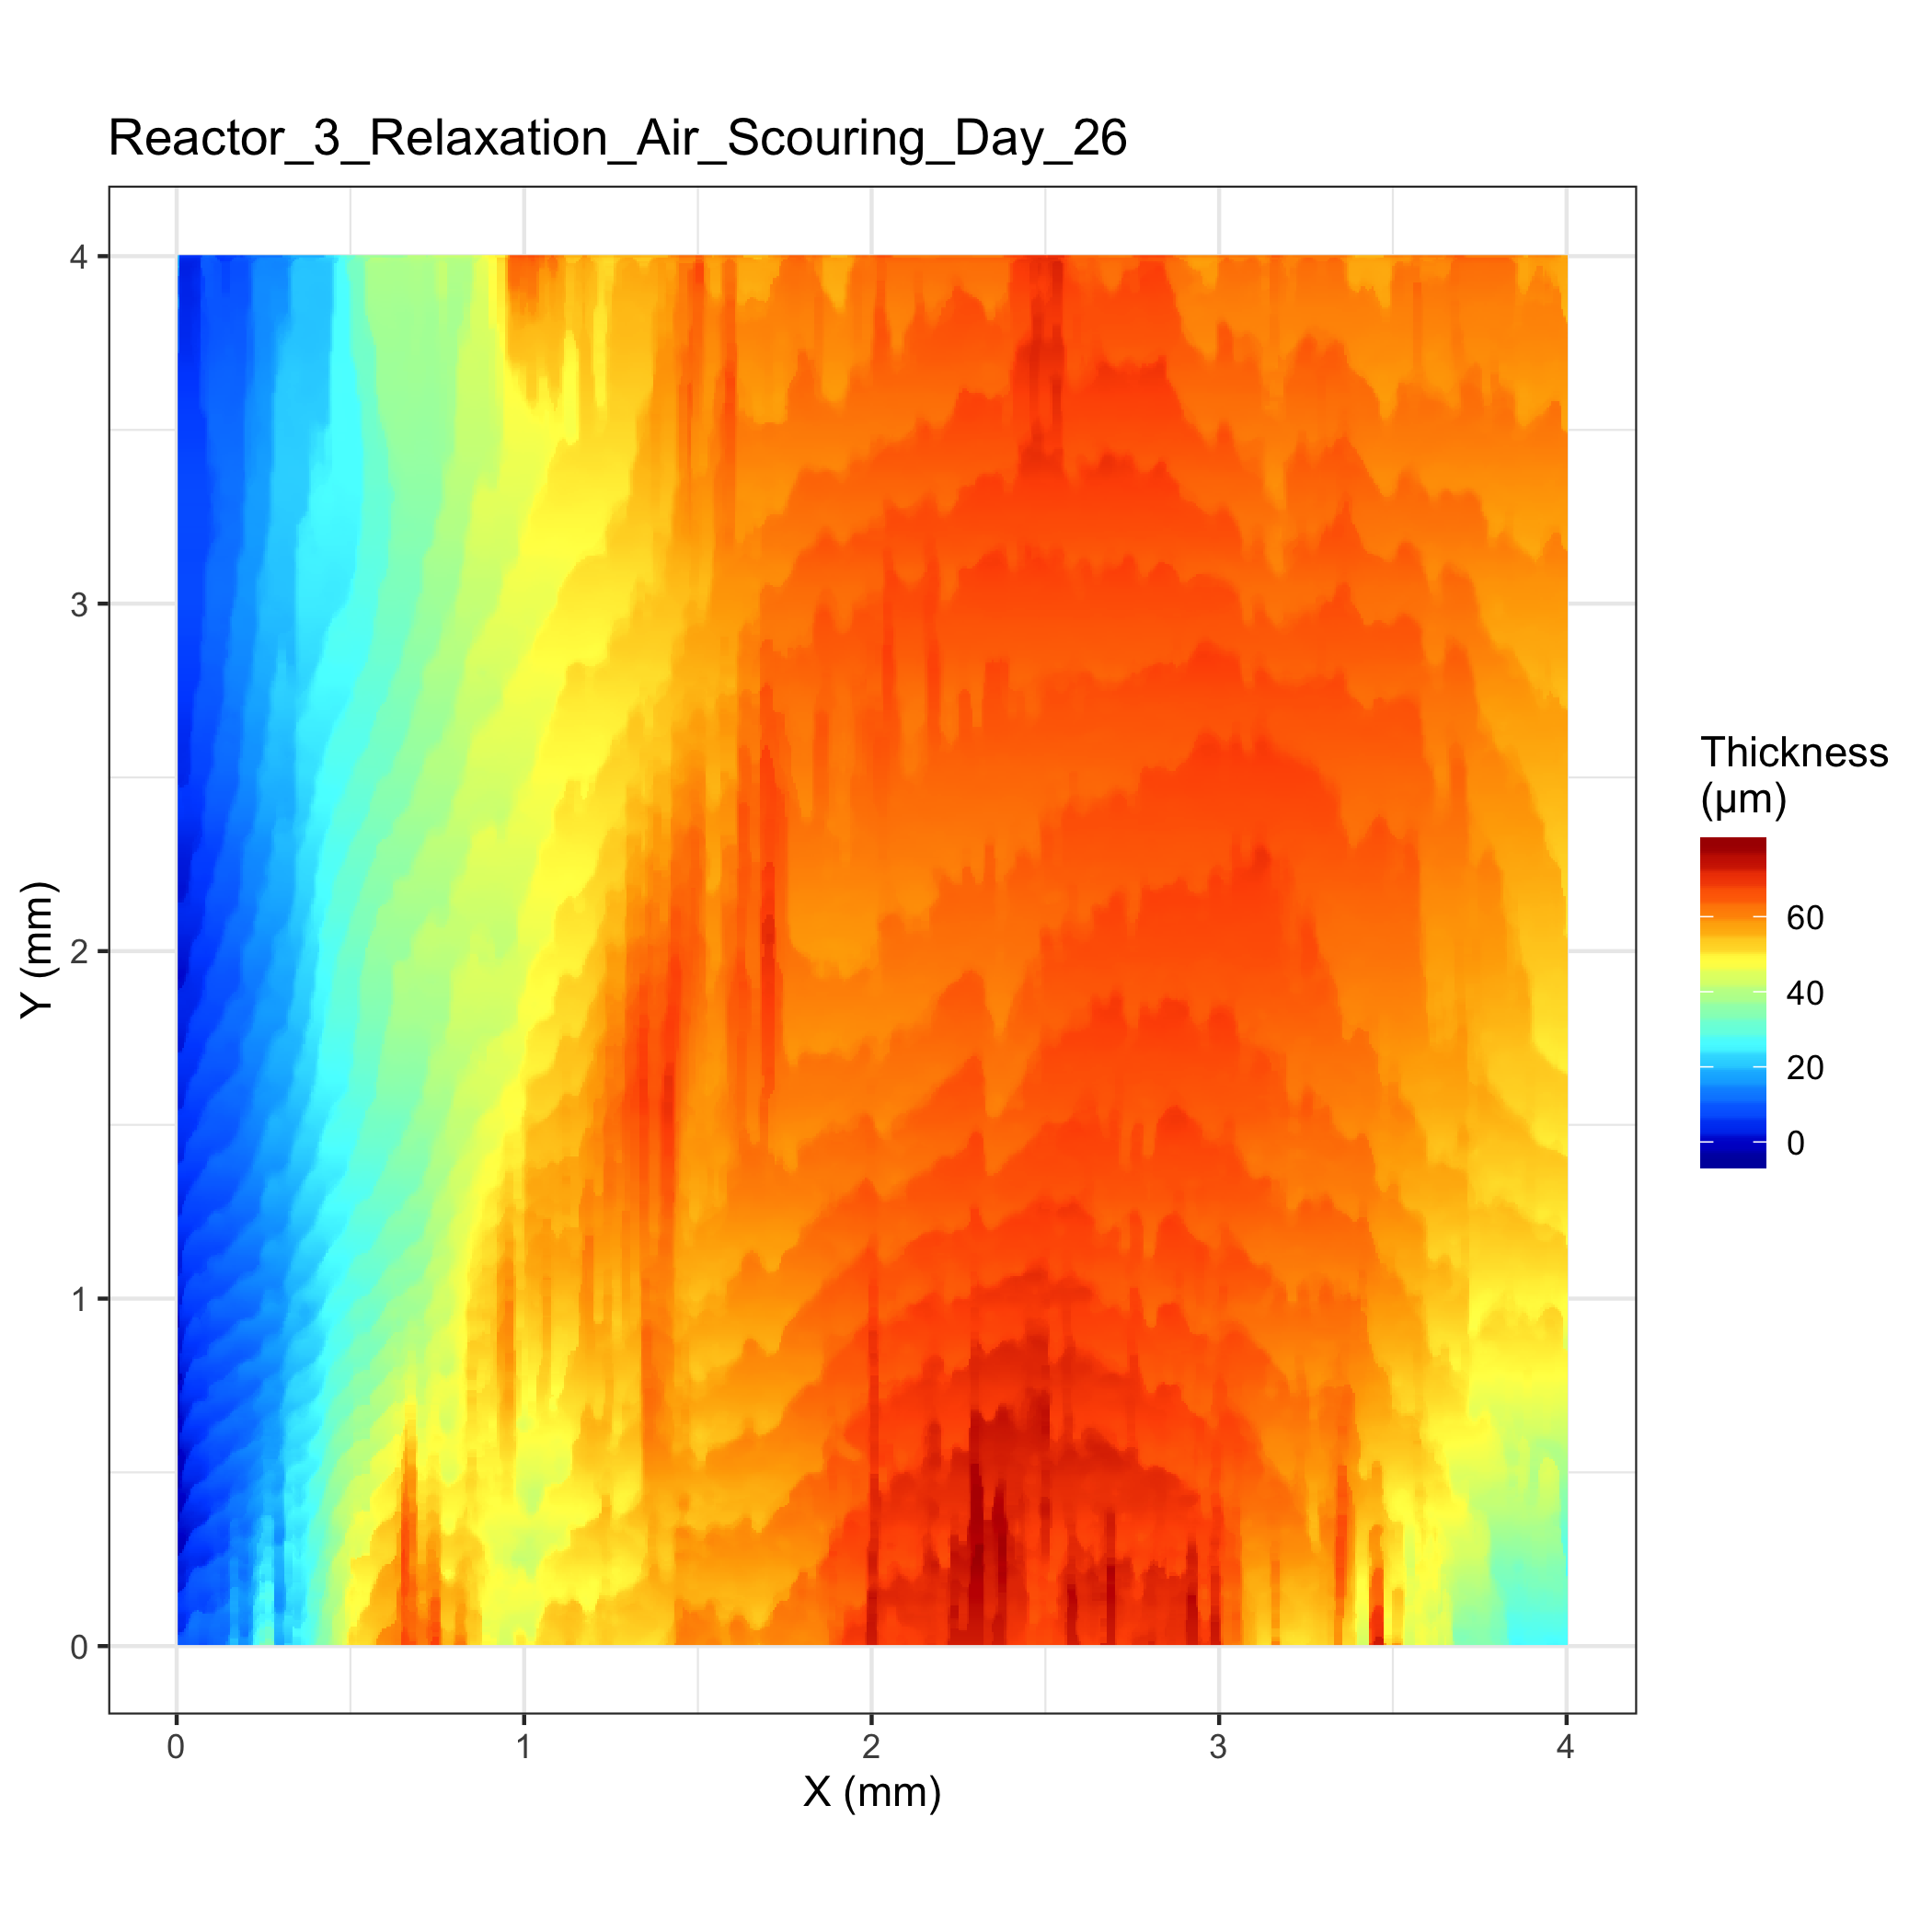 Reactor_3_Relaxation_Air_Scouring_Day_26
4
3
2
1
0
Y (mm)
0 1 2 3 4
X (mm)
Thickness
(µm)
60
40
20
0